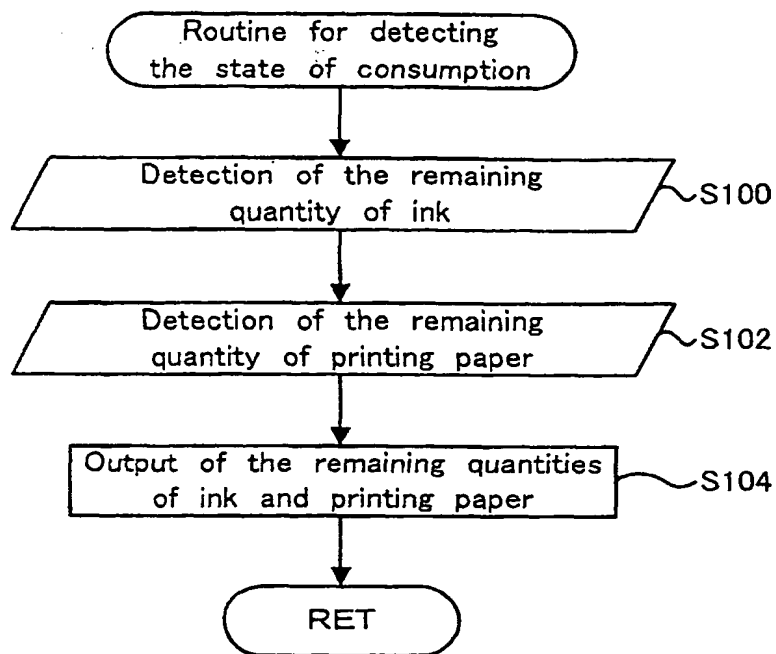 Routine for detecting
the state of consumption
Detection of the remaining
quantity of ink
S100
Detection of the remaining
quantity of printing paper
S102
Output of the remaining quantities
of ink and printing paper
S104
RET